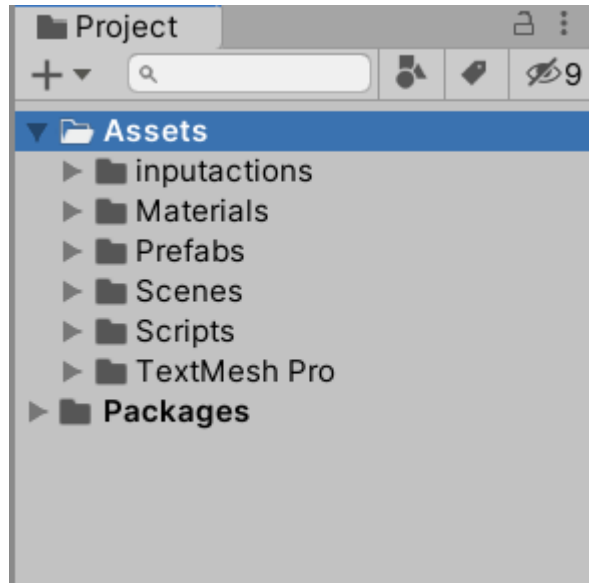 Project
9
Assets
inputactions
Materials
Prefabs
Scenes
Scripts
TextMesh Pro
Packages